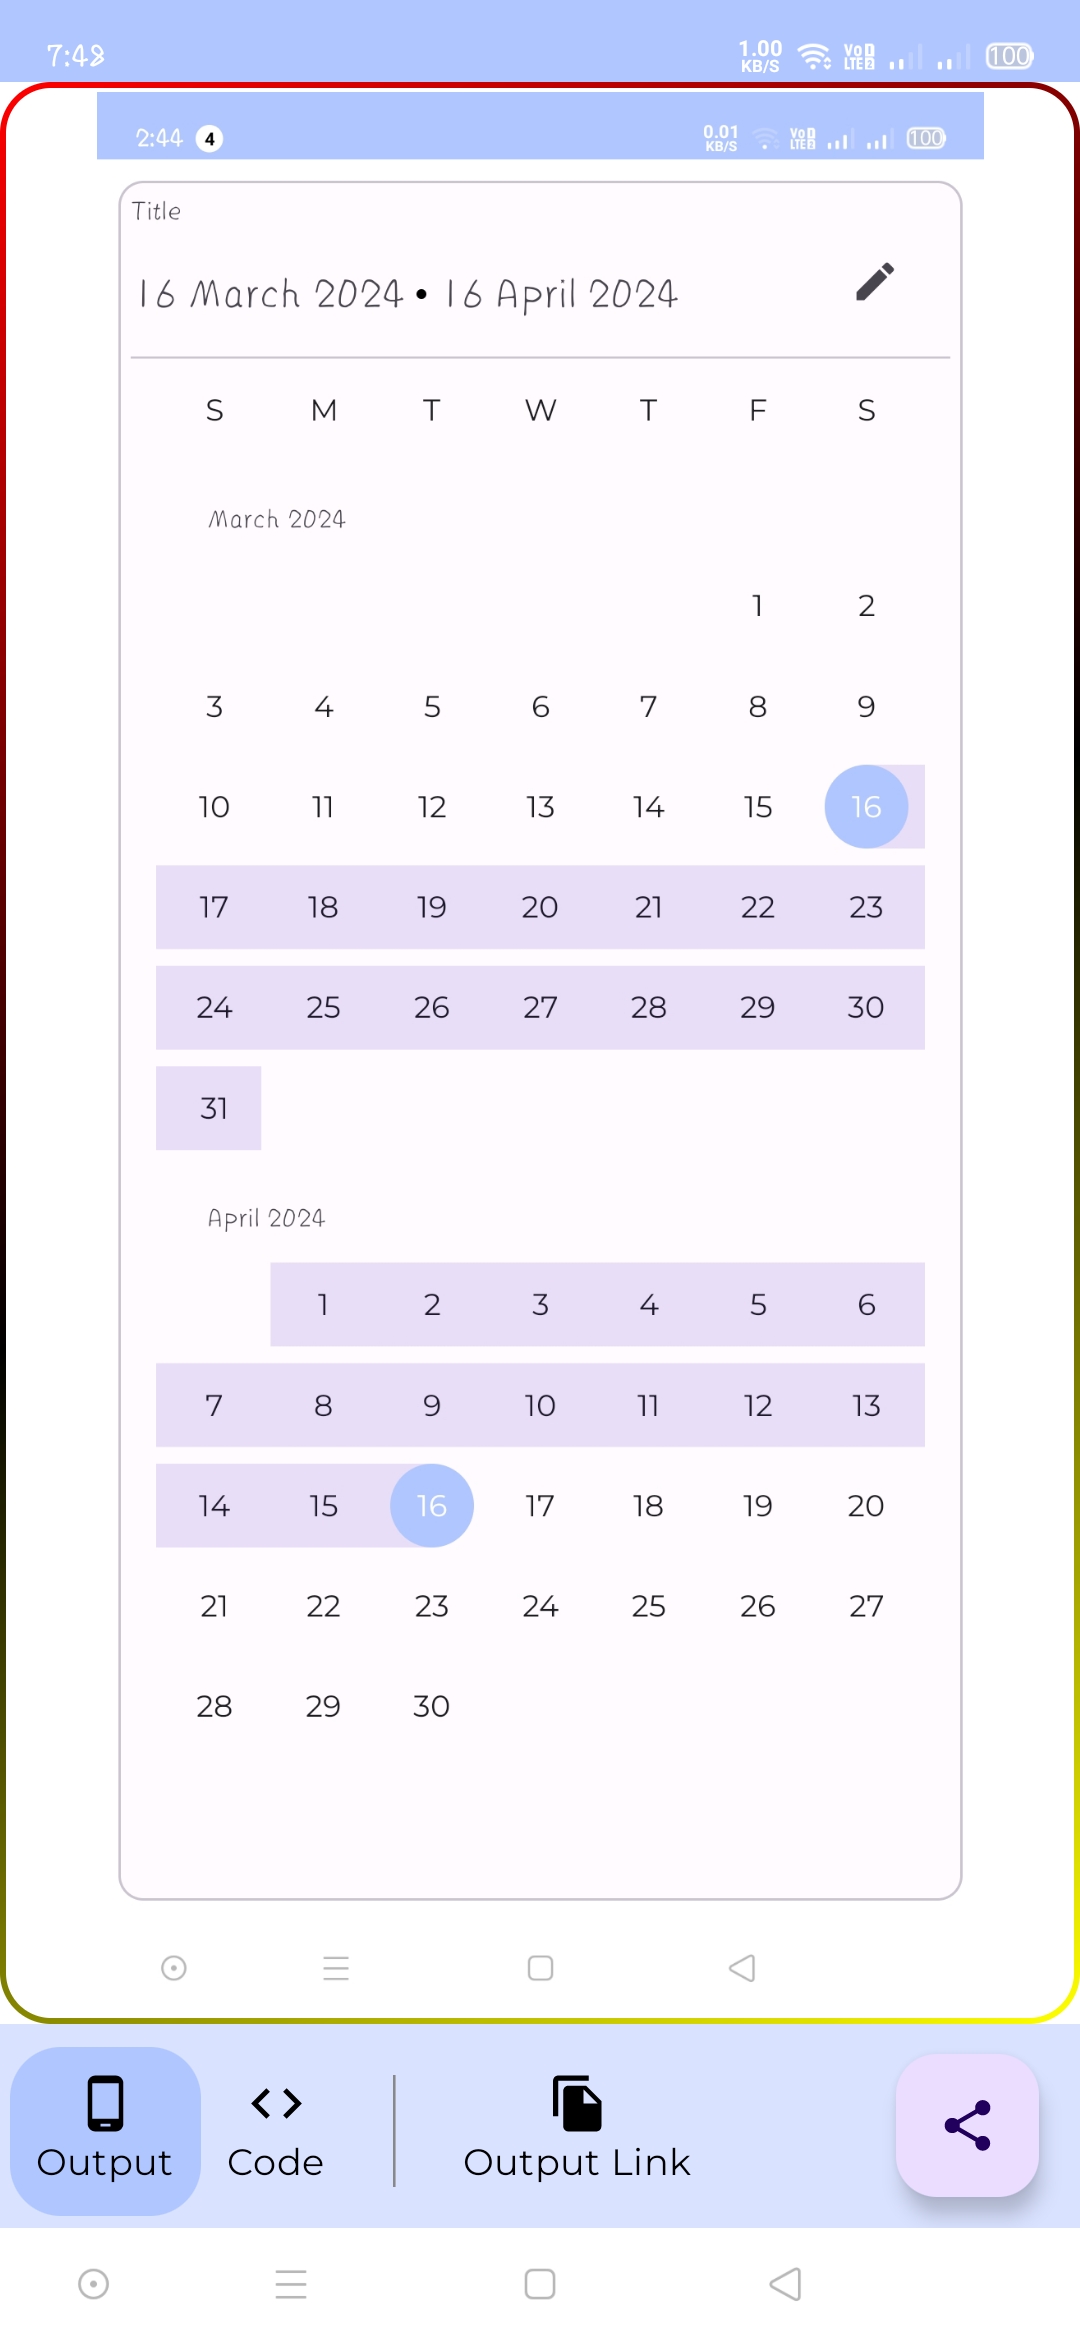 7:48 1.00 KB/S VoD LTE2 100
2:44 4 0.01 KB/S VoD LTE2 100
Title
16 March 2024 • 16 April 2024
S M T W T F S
March 2024
1 2
3 4 5 6 7 8 9
10 11 12 13 14 15 16
17 18 19 20 21 22 23
24 25 26 27 28 29 30
31
April 2024
1 2 3 4 5 6
7 8 9 10 11 12 13
14 15 16 17 18 19 20
21 22 23 24 25 26 27
28 29 30
Output Code Output Link